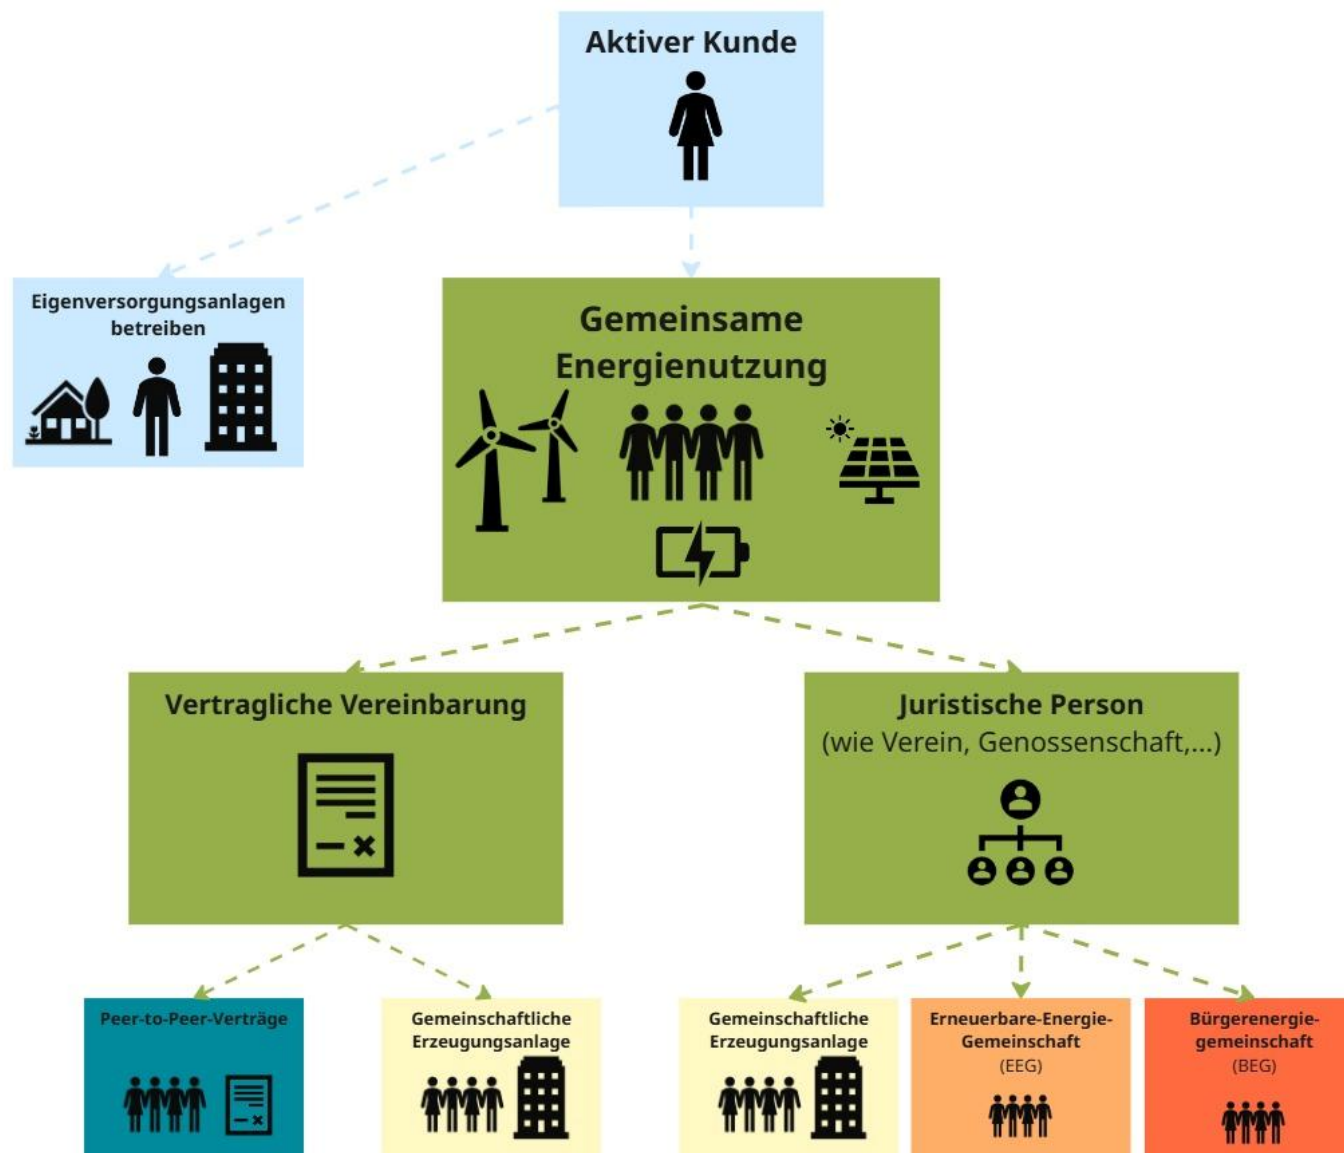 Aktiver Kunde
Eigenversorgungsanlagen
betreiben
Gemeinsame
Energienutzung
Vertragliche Vereinbarung
Juristische Person
(wie Verein, Genossenschaft,...)
Peer-to-Peer-Verträge
Gemeinschaftliche
Erzeugungsanlage
Gemeinschaftliche
Erzeugungsanlage
Erneuerbare-Energie-
Gemeinschaft
(EEG)
Bürgerenergie-
gemeinschaft
(BEG)